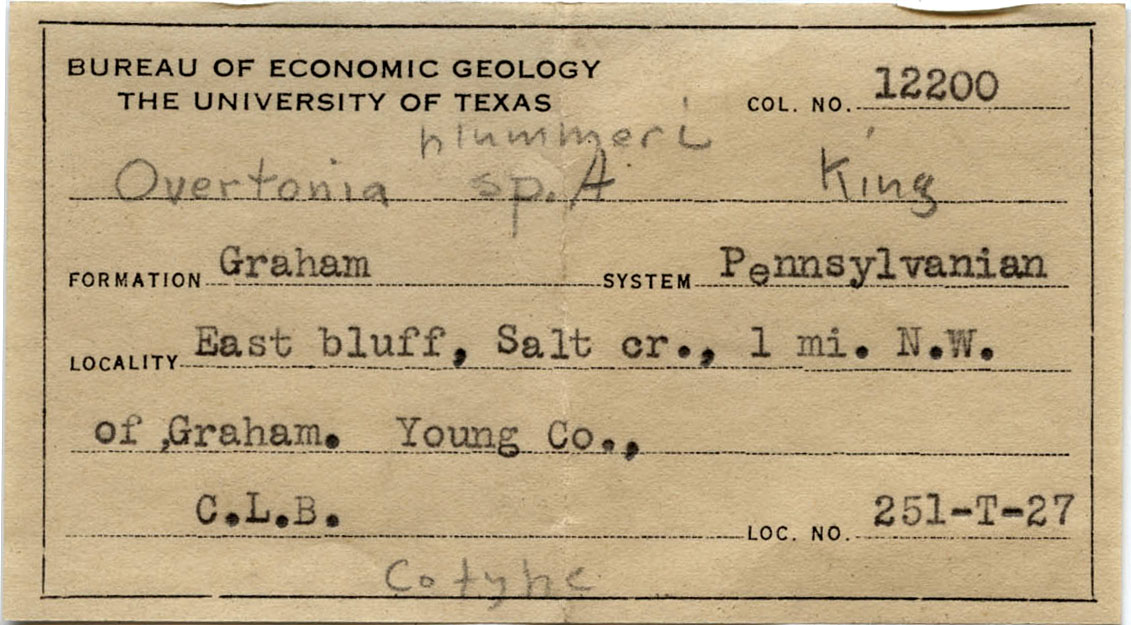 BUREAU OF ECONOMIC GEOLOGY
THE UNIVERSITY OF TEXAS
COL. NO. 12200
plummeri
Overtonia sp. A King
FORMATION Graham SYSTEM Pennsylvanian
LOCALITY East bluff, Salt cr., 1 mi. N.W.
of ,Graham. Young Co.,
C.L.B. LOC. NO. 251-T-27
Cotype